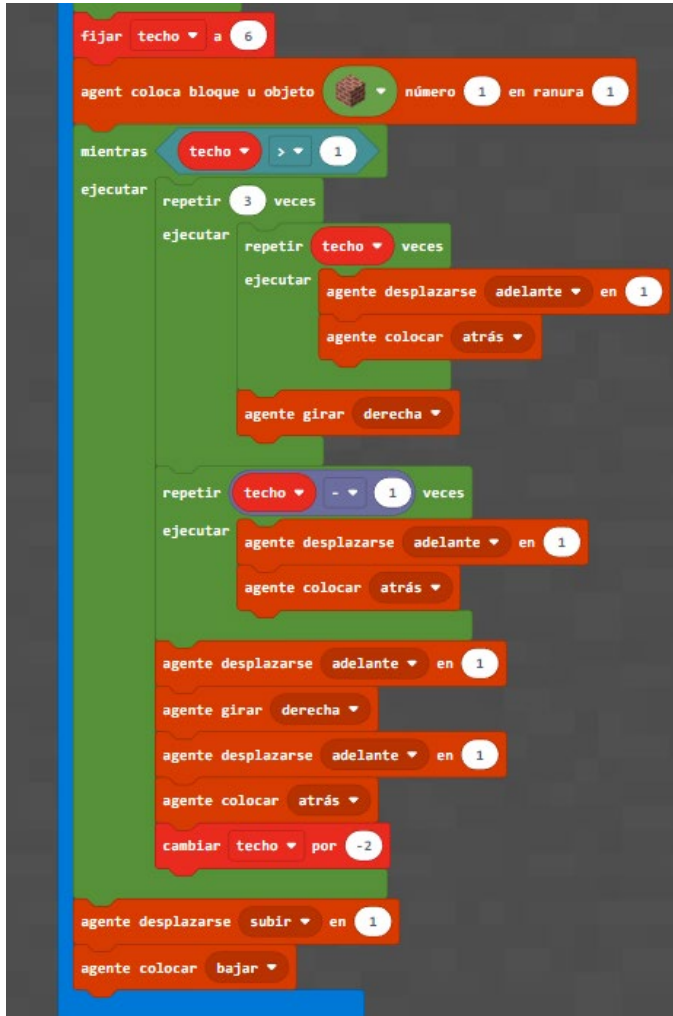 fijar techo a 6
agent coloca bloque u objeto número 1 en ranura 1
mientras techo > 1
ejecutar
repetir 3 veces
ejecutar
repetir techo veces
ejecutar
agente desplazarse adelante en 1
agente colocar atrás
agente girar derecha
repetir techo - 1 veces
ejecutar
agente desplazarse adelante en 1
agente colocar atrás
agente desplazarse adelante en 1
agente girar derecha
agente desplazarse adelante en 1
agente colocar atrás
cambiar techo por -2
agente desplazarse subir en 1
agente colocar bajar